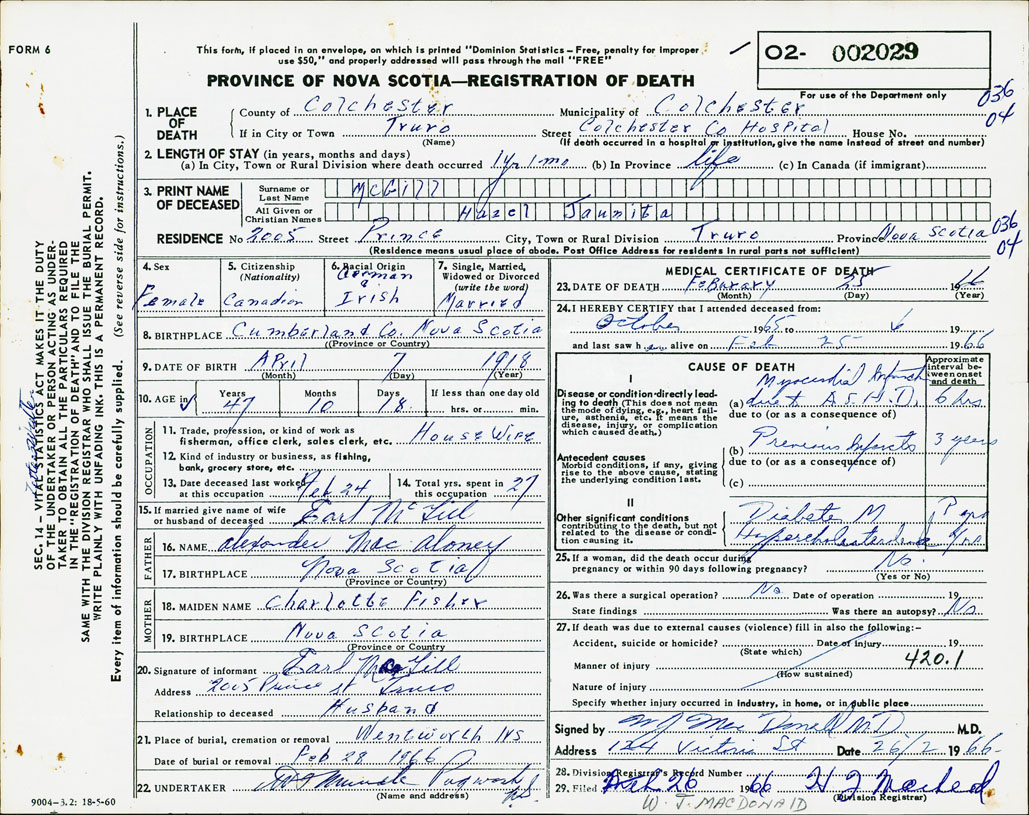 FORM 6
This form, if placed in an envelope, on which is printed "Dominion Statistics – Free, penalty for improper
use $50," and properly addressed will pass through the mail "FREE"
PROVINCE OF NOVA SCOTIA—REGISTRATION OF DEATH
O2- 002029
For use of the Department only
036
04
1. PLACE OF DEATH
County of Colchester Municipality of Colchester
If in City or Town Truro Street Colchester Co Hospital House No.
(Name) (If death occurred in a hospital or institution, give the name instead of street and number)
2. LENGTH OF STAY (in years, months and days)
(a) In City, Town or Rural Division where death occurred 1yr 1mo (b) In Province life (c) In Canada (if immigrant)
3. PRINT NAME OF DECEASED
Surname or Last Name McGill
All Given or Christian Names Hazel Jaunita
RESIDENCE No 2005 Street Prince City, Town or Rural Division Truro Province Nova Scotia
036
04
(Residence means usual place of abode. Post Office Address for residents in rural parts not sufficient)
4. Sex
Female
5. Citizenship
(Nationality)
Canadian
6. Racial Origin
German
Irish
7. Single, Married,
Widowed or Divorced
(write the word)
Married
8. BIRTHPLACE Cumberland Co. Nova Scotia
(Province or Country)
9. DATE OF BIRTH April 7 1918
(Month) (Day) (Year)
10. AGE in
Years Months Days If less than one day old
47 10 18 hrs. or min.
OCCUPATION
11. Trade, profession, or kind of work as
fisherman, office clerk, sales clerk, etc. House Wife
12. Kind of industry or business, as fishing,
bank, grocery store, etc.
13. Date deceased last worked
at this occupation Feb 24
14. Total yrs. spent in
this occupation 27
15. If married give name of wife
or husband of deceased Earl McGill
FATHER
16. NAME Alexander MacAloney
17. BIRTHPLACE Nova Scotia
(Province or Country)
MOTHER
18. MAIDEN NAME Charlotte Fisher
19. BIRTHPLACE Nova Scotia
(Province or Country)
20. Signature of informant Earl McGill
Address 2005 Prince st Truro
Relationship to deceased Husband
21. Place of burial, cremation or removal Wentworth NS
Date of burial or removal Feb 28 1966
22. UNDERTAKER Pugwash NS
(Name and address)
MEDICAL CERTIFICATE OF DEATH
23. DATE OF DEATH Feburary 25 1966
(Month) (Day) (Year)
24. I HEREBY CERTIFY that I attended deceased from:
October 1965 to 19
and last saw h er alive on Feb 25 1966
CAUSE OF DEATH
Approximate
interval between
onset
and death
I
Disease or condition directly leading
to death (This does not mean
the mode of dying, e.g., heart failure,
asthenia, etc. It means the
disease, injury, or complication
which caused death.)
Myocardial Infarct
(a) A.S.H.D. 6 hrs
due to (or as a consequence of)
Antecedent causes
Morbid conditions, if any, giving
rise to the above cause, stating
the underlying condition last.
(b) Previous Infarcts 3 years
due to (or as a consequence of)
(c)
II
Other significant conditions
contributing to the death, but not
related to the disease or condition
causing it.
Diabetes M
25. If a woman, did the death occur during
pregnancy or within 90 days following pregnancy? No.
(Yes or No)
26. Was there a surgical operation? No Date of operation 19
State findings Was there an autopsy? No
27. If death was due to external causes (violence) fill in also the following:–
Accident, suicide or homicide? Date of injury 19
(State which)
Manner of injury 420.1
(How sustained)
Nature of injury
Specify whether injury occurred in industry, in home, or in public place
Signed by W J MacDonald M.D. M.D.
Address 124 Victoria St Date 26/2 1966
28. Division Registrar's Record Number
29. Filed 26 1966 H J Macleod
(Division Registrar)
W. J. MACDONALD
9004—3.2: 18-5-60
SEC. 14 – VITAL STATISTICS ACT MAKES IT THE DUTY
OF THE UNDERTAKER OR PERSON ACTING AS UNDERTAKER
TO OBTAIN ALL THE PARTICULARS REQUIRED
IN THE "REGISTRATION OF DEATH" AND TO FILE THE
SAME WITH THE DIVISION REGISTRAR WHO SHALL ISSUE THE BURIAL PERMIT.
WRITE PLAINLY WITH UNFADING INK. THIS IS A PERMANENT RECORD.
Every item of information should be carefully supplied. (See reverse side for instructions.)